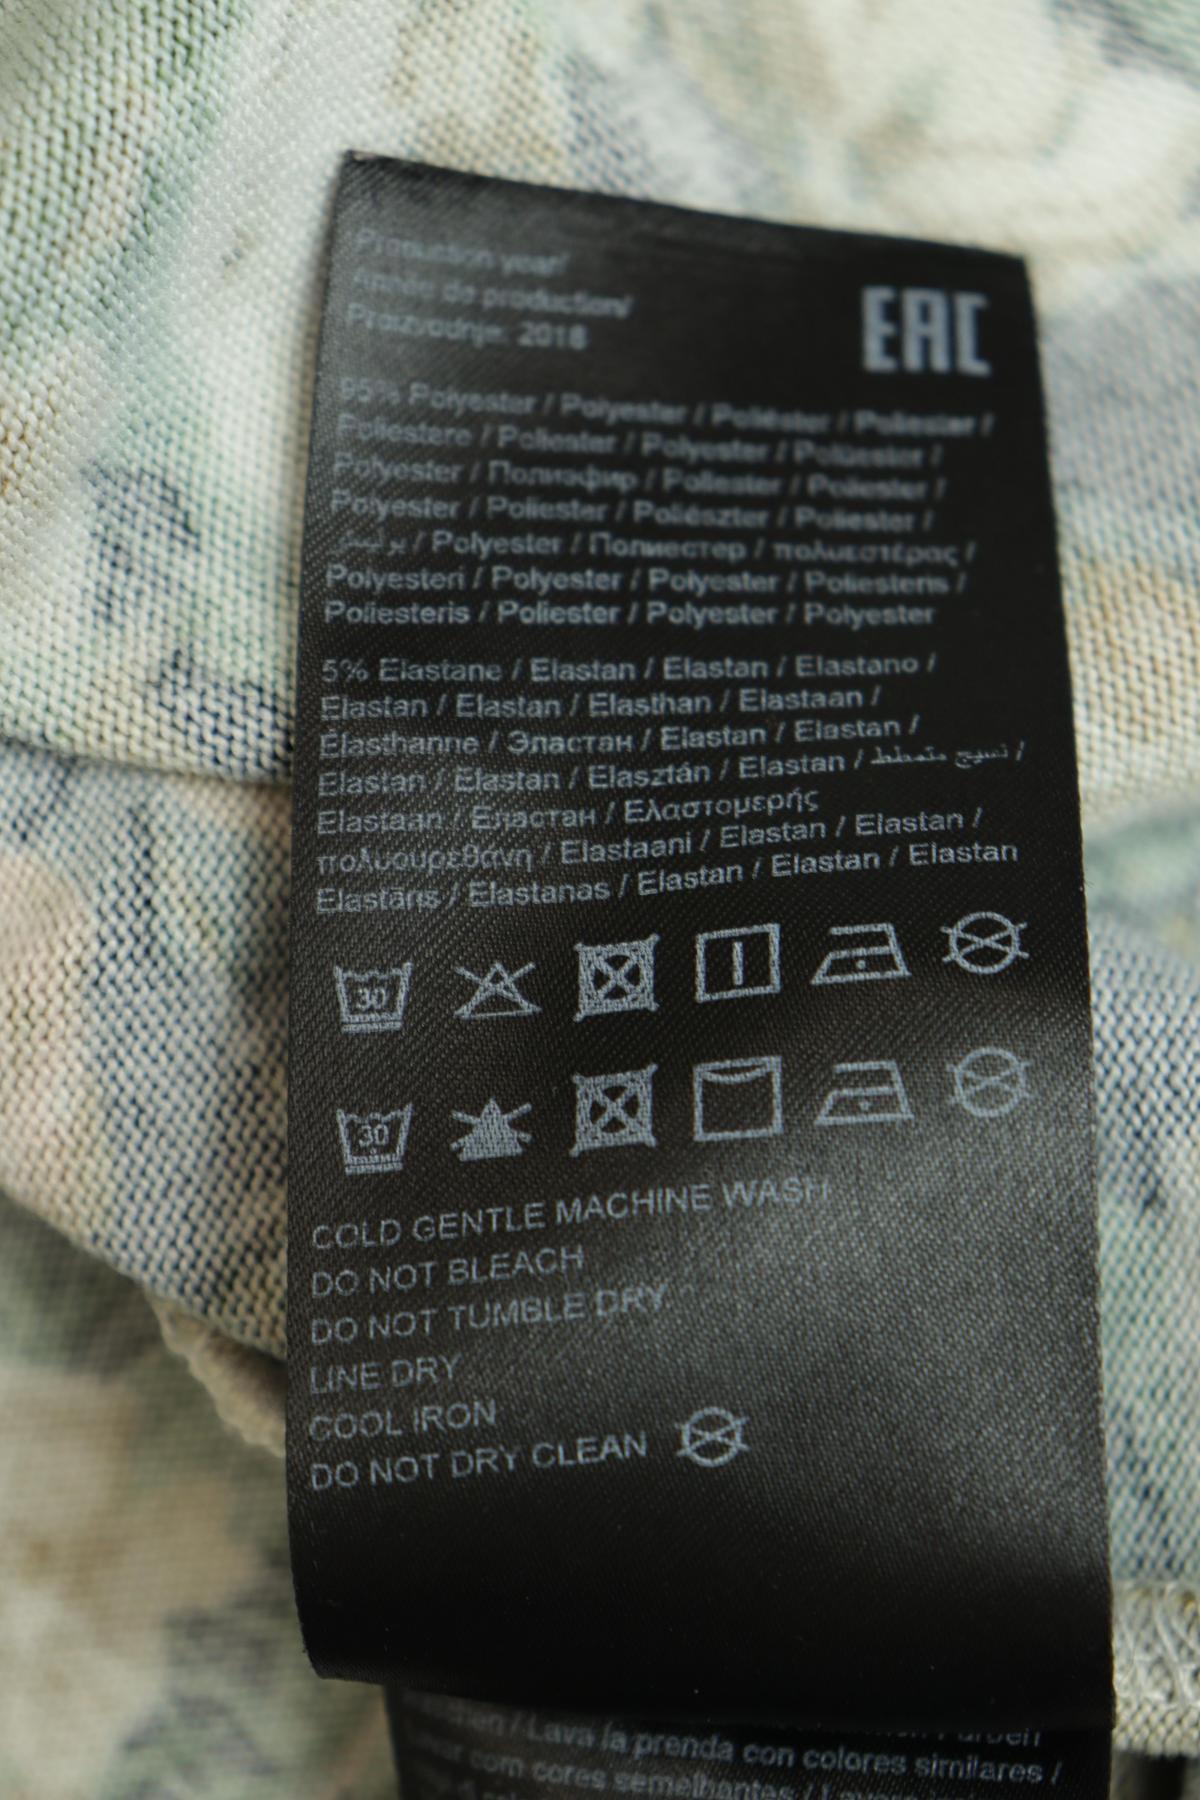 Production year/
Année de production/
Proizvodnje: 2018
EAC
95% Polyester / Polyester / Poliéster / Poliester /
Poliestere / Poliester / Polyester / Polüester /
Polyester / Полиэфир / Poliester / Poliester /
Polyester / Poliester / Poliészter / Poliester /
بوليستر / Polyester / Полиестер / πολυεστέρας /
Polyesteri / Polyester / Polyester / Poliesteris /
Poliesteris / Poliester / Polyester / Polyester
5% Elastane / Elastan / Elastan / Elastano /
Elastan / Elastan / Elasthan / Elastaan /
Élasthanne / Эластан / Elastan / Elastan /
Elastan / Elastan / Elasztán / Elastan / نسيج متمطط /
Elastaan / Еластан / Ελαστομερής
πολυουρεθάνη / Elastaani / Elastan / Elastan /
Elastāns / Elastanas / Elastan / Elastan / Elastan
30
30
COLD GENTLE MACHINE WASH
DO NOT BLEACH
DO NOT TUMBLE DRY
LINE DRY
COOL IRON
DO NOT DRY CLEAN
/ Lava la prenda con colores similares /
com cores semelhantes /